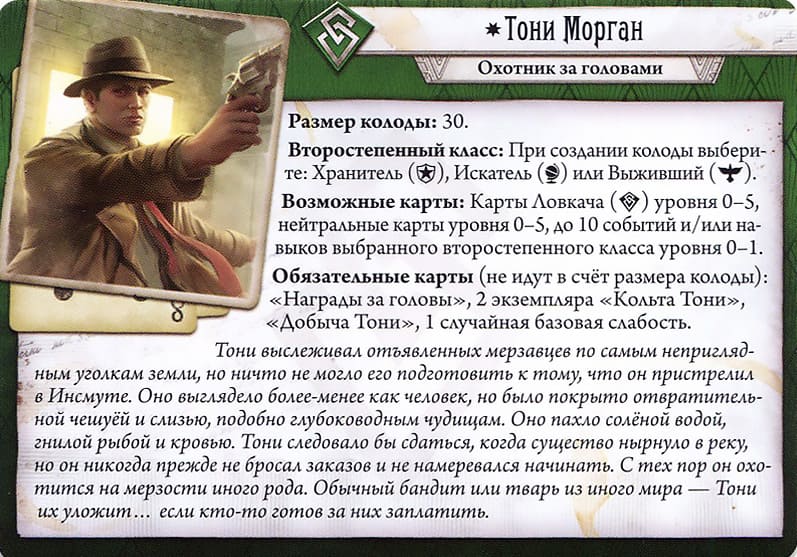 Тони Морган
Охотник за головами
Размер колоды: 30.
Второстепенный класс: При создании колоды выбери-
те: Хранитель (), Искатель () или Выживший ().
Возможные карты: Карты Ловкача () уровня 0–5,
нейтральные карты уровня 0–5, до 10 событий и/или на-
выков выбранного второстепенного класса уровня 0–1.
Обязательные карты (не идут в счёт размера колоды):
«Награды за головы», 2 экземпляра «Кольта Тони»,
«Добыча Тони», 1 случайная базовая слабость.
Тони выслеживал отъявленных мерзавцев по самым непригляд-
ным уголкам земли, но ничто не могло его подготовить к тому, что он пристрелил
в Инсмуте. Оно выглядело более-менее как человек, но было покрыто отвратитель-
ной чешуёй и слизью, подобно глубоководным чудищам. Оно пахло солёной водой,
гнилой рыбой и кровью. Тони следовало бы сдаться, когда существо нырнуло в реку,
но он никогда прежде не бросал заказов и не намеревался начинать. С тех пор он охо-
тится на мерзости иного рода. Обычный бандит или тварь из иного мира — Тони
их уложит… если кто-то готов за них заплатить.